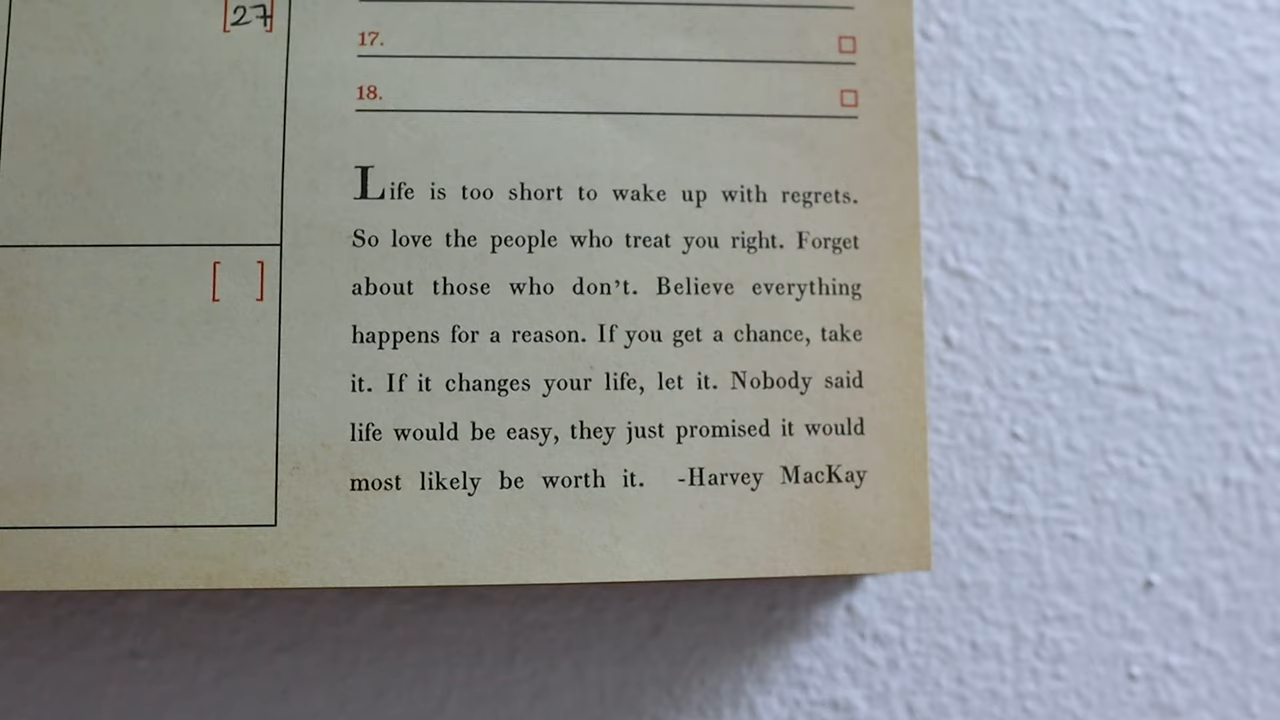 [27]
17.
18.
Life is too short to wake up with regrets.
So love the people who treat you right. Forget
about those who don't. Believe everything
happens for a reason. If you get a chance, take
it. If it changes your life, let it. Nobody said
life would be easy, they just promised it would
most likely be worth it. -Harvey MacKay
[ ]